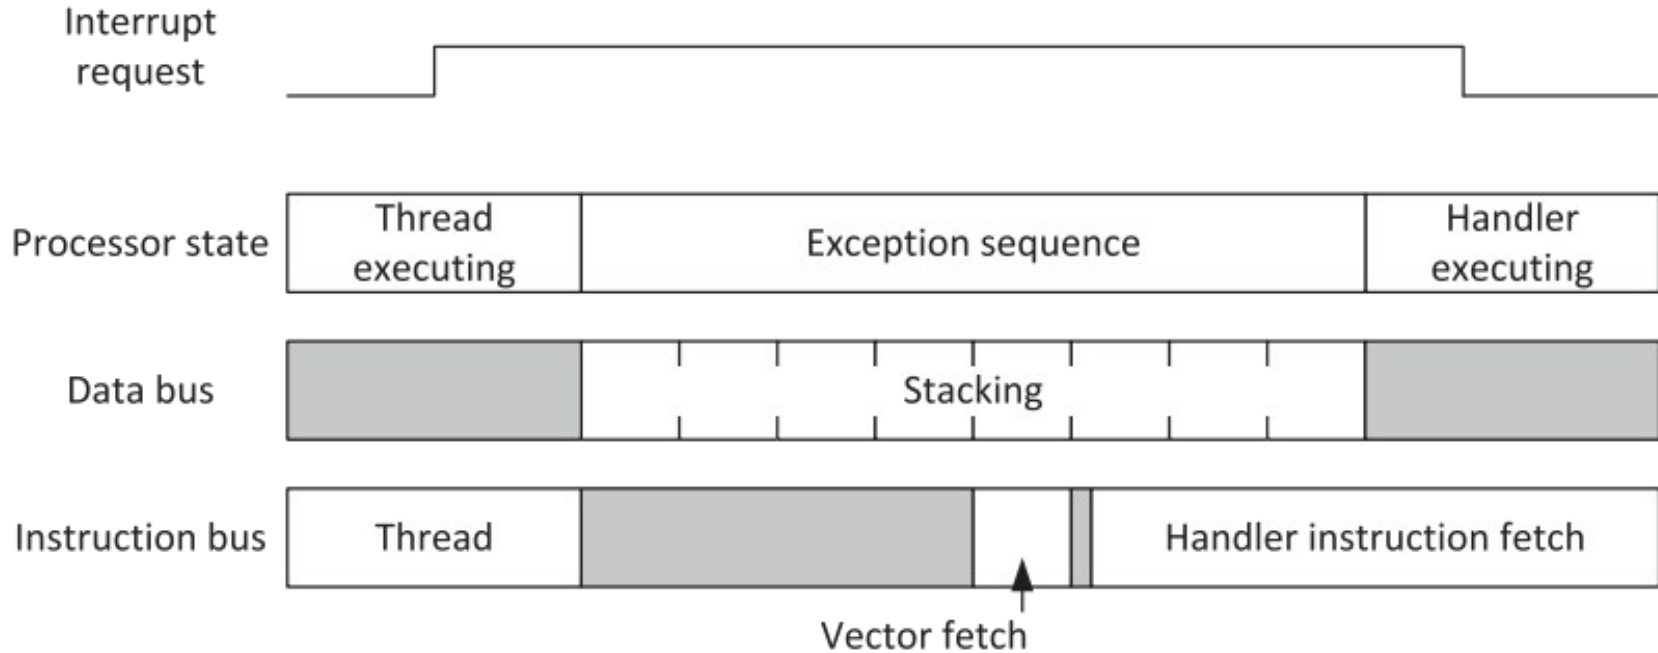 Interrupt
request
Processor state
Thread
executing
Exception sequence
Handler
executing
Data bus
Stacking
Instruction bus
Thread
Handler instruction fetch
Vector fetch